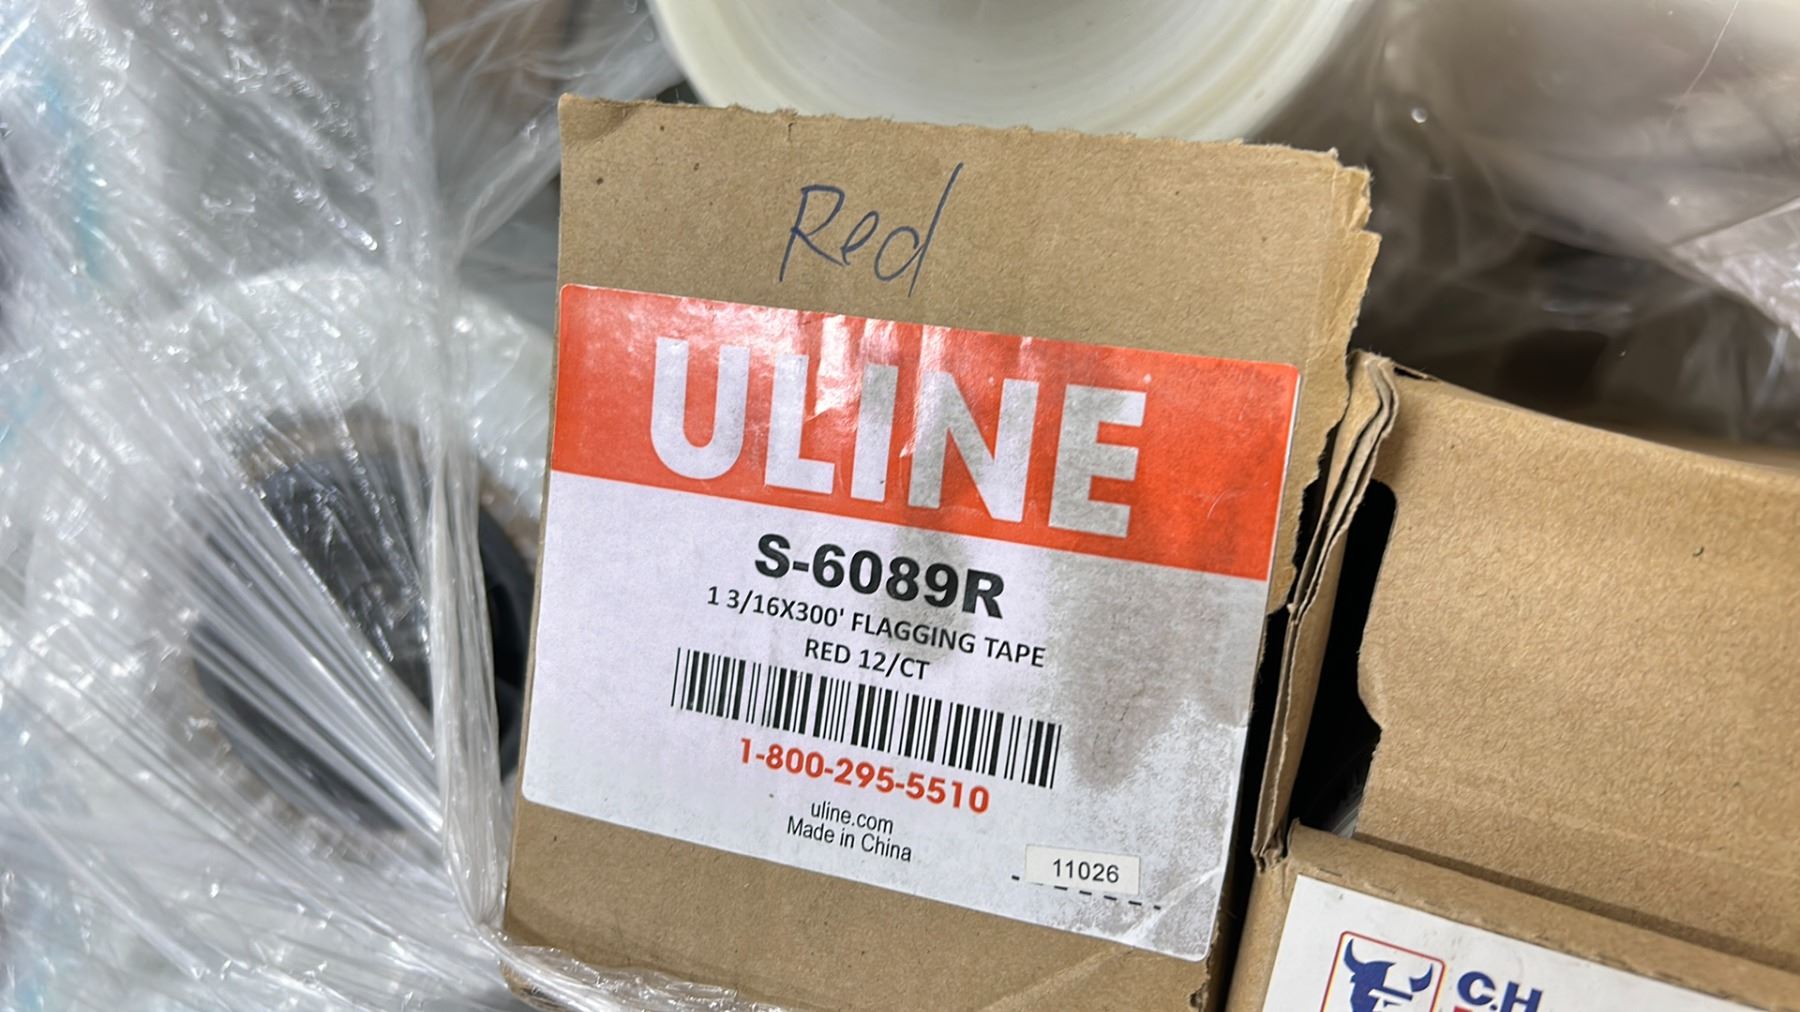 Red
ULINE
S-6089R
1 3/16X300' FLAGGING TAPE
RED 12/CT
1-800-295-5510
uline.com
Made in China
11026
C.H.